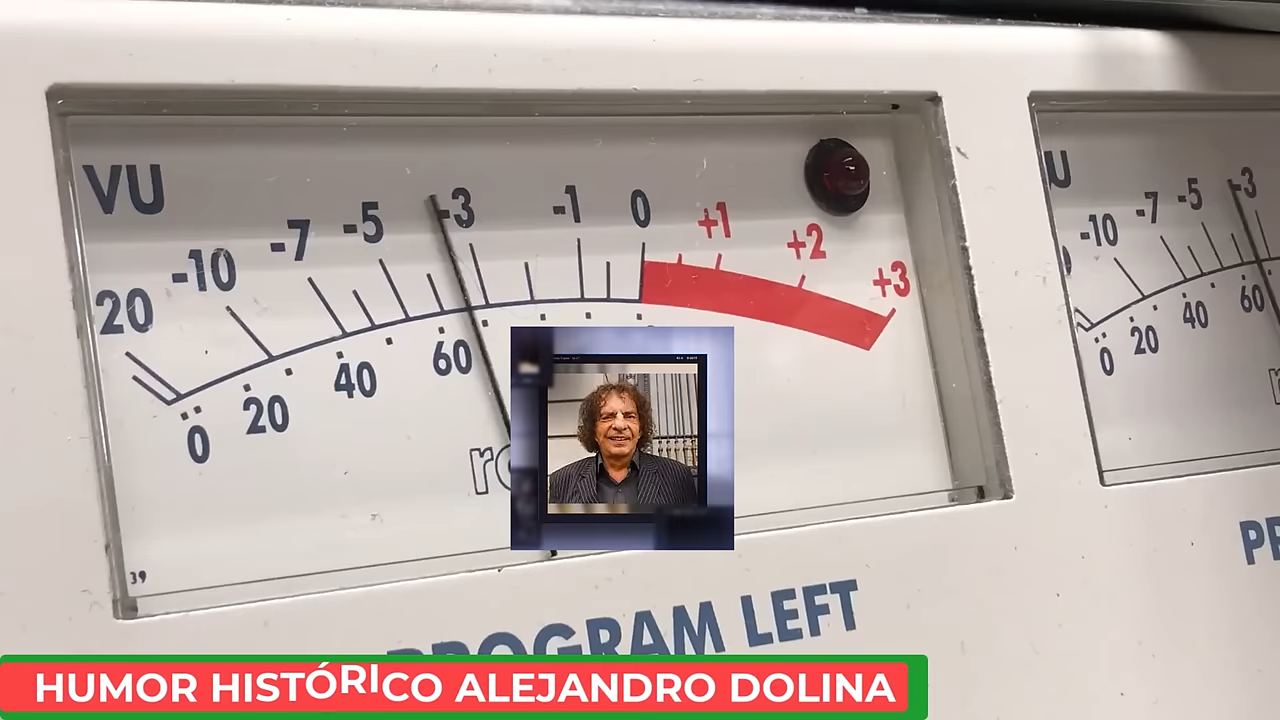 VU
20 -10 -7 -5 -3 -1 0 +1 +2 +3
0 20 40 60
39
PROGRAM LEFT
-10 -7 -5 -3
0 20 40 60
HUMOR HISTÓRICO ALEJANDRO DOLINA